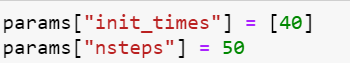 params["init_times"] = [40]
params["nsteps"] = 50